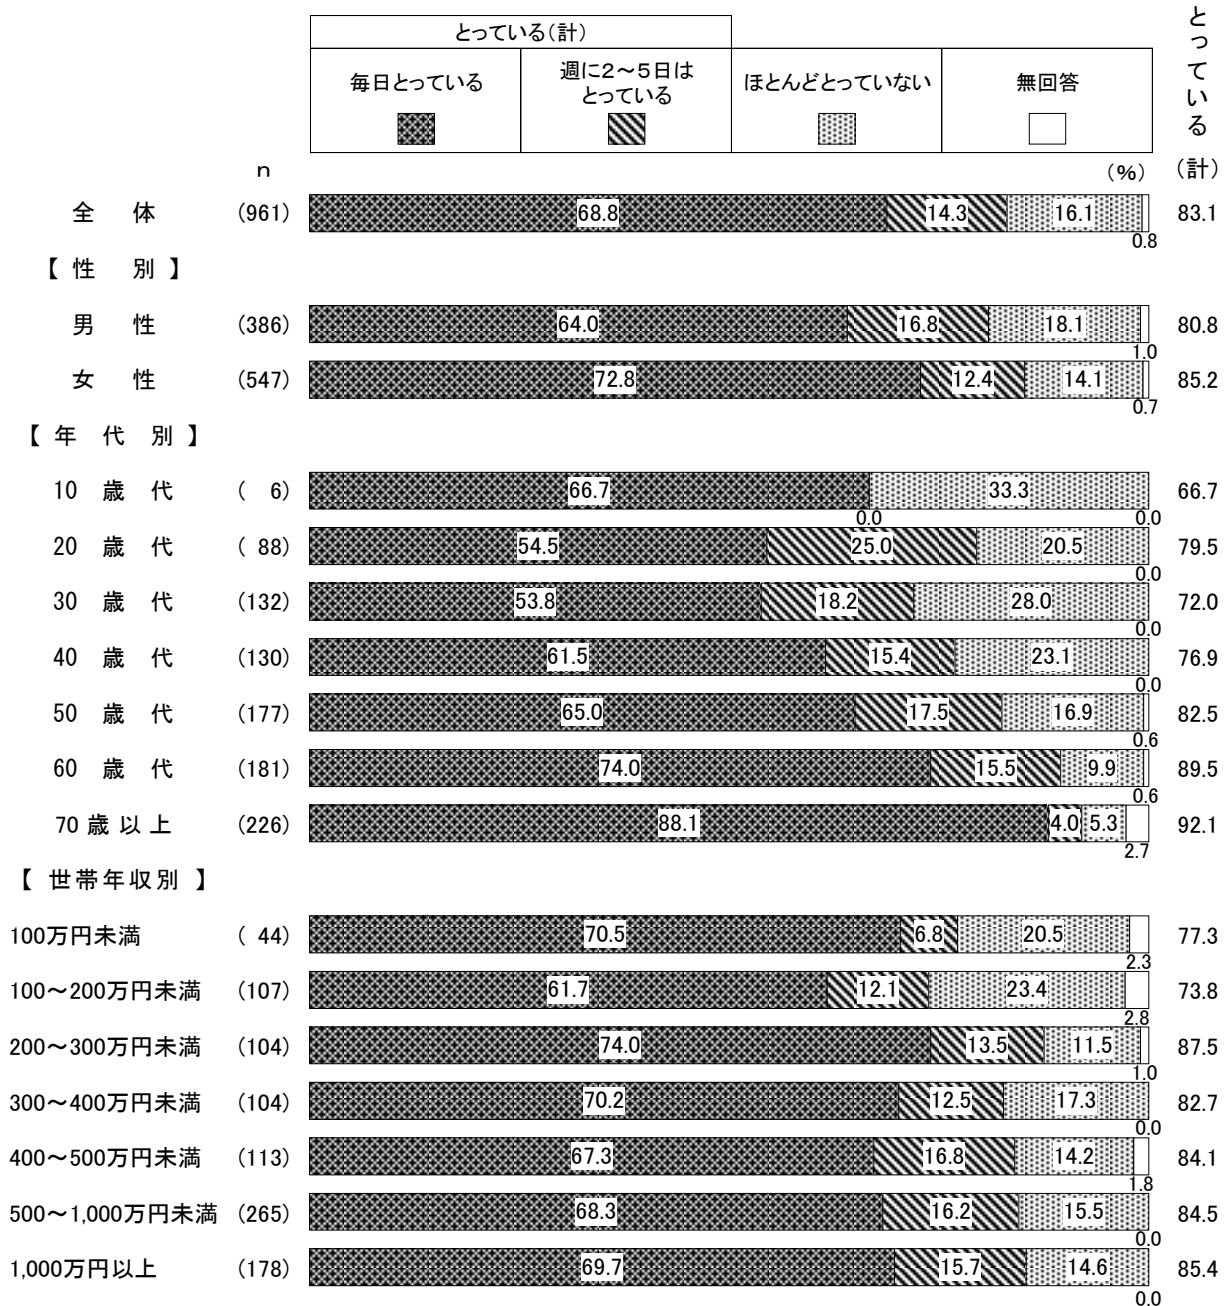 とっている(計)
毎日とっている
週に2～5日は
とっている
ほとんどとっていない
無回答
とっている
(計)
n
(%)
全 体 (961) 68.8 14.3 16.1 83.1
0.8
【 性 別 】
男 性 (386) 64.0 16.8 18.1 80.8
1.0
女 性 (547) 72.8 12.4 14.1 85.2
0.7
【 年 代 別 】
10 歳 代 ( 6) 66.7 33.3 66.7
0.0 0.0
20 歳 代 ( 88) 54.5 25.0 20.5 79.5
0.0
30 歳 代 (132) 53.8 18.2 28.0 72.0
0.0
40 歳 代 (130) 61.5 15.4 23.1 76.9
0.0
50 歳 代 (177) 65.0 17.5 16.9 82.5
0.6
60 歳 代 (181) 74.0 15.5 9.9 89.5
0.6
70 歳 以 上 (226) 88.1 4.0 5.3 92.1
2.7
【 世帯年収別 】
100万円未満 ( 44) 70.5 6.8 20.5 77.3
2.3
100～200万円未満 (107) 61.7 12.1 23.4 73.8
2.8
200～300万円未満 (104) 74.0 13.5 11.5 87.5
1.0
300～400万円未満 (104) 70.2 12.5 17.3 82.7
0.0
400～500万円未満 (113) 67.3 16.8 14.2 84.1
1.8
500～1,000万円未満 (265) 68.3 16.2 15.5 84.5
0.0
1,000万円以上 (178) 69.7 15.7 14.6 85.4
0.0